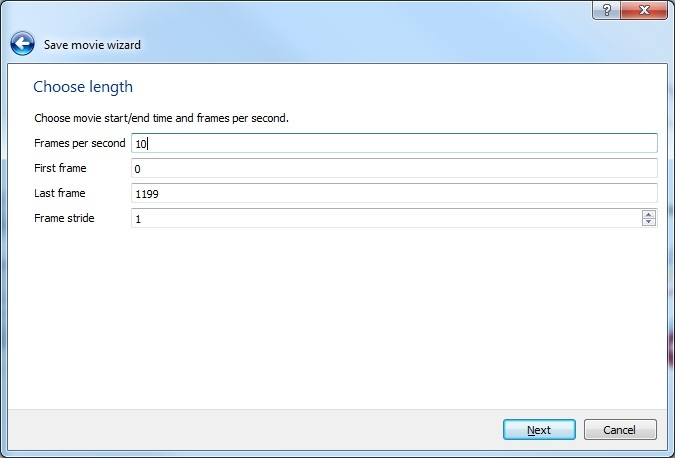 ?
Save movie wizard
Choose length
Choose movie start/end time and frames per second.
Frames per second 10
First frame 0
Last frame 1199
Frame stride 1
Next Cancel